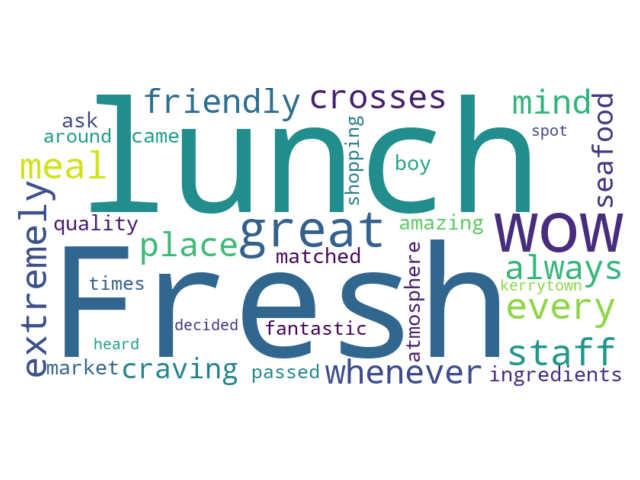 lunch
friendly
crosses
mind
seafood
ask
around
came
shopping
spot
meal
boy
extremely
quality
great
amazing
wow
place
matched
atmosphere
always
Fresh
times
kerrytown
every
decided
fantastic
heard
staff
market
craving
passed
whenever
ingredients